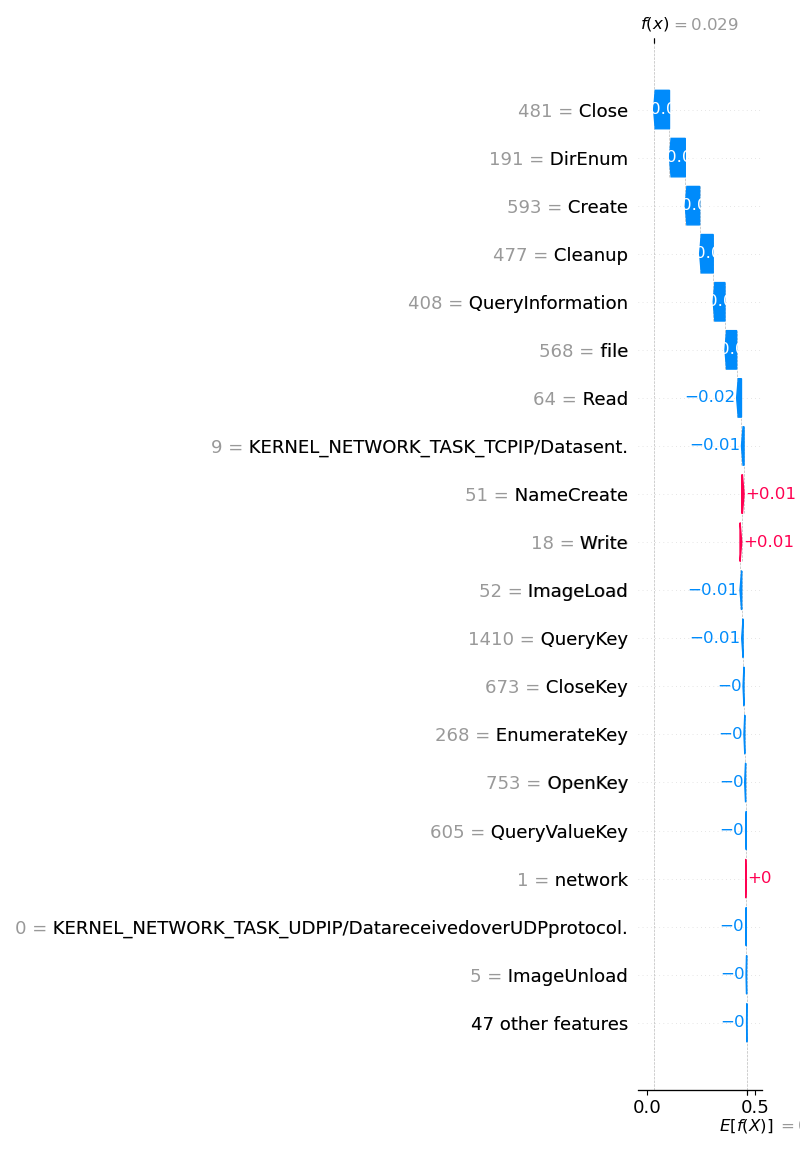 f(x) = 0.029
481 = Close
191 = DirEnum
593 = Create
477 = Cleanup
408 = QueryInformation
568 = file
64 = Read −0.02
9 = KERNEL_NETWORK_TASK_TCPIP/Datasent. −0.01
51 = NameCreate +0.01
18 = Write +0.01
52 = ImageLoad −0.01
1410 = QueryKey −0.01
673 = CloseKey −0
268 = EnumerateKey −0
753 = OpenKey −0
605 = QueryValueKey −0
1 = network +0
0 = KERNEL_NETWORK_TASK_UDPIP/DatareceivedoverUDPprotocol. −0
5 = ImageUnload −0
47 other features −0
0.0 0.5
E[f(X)] =